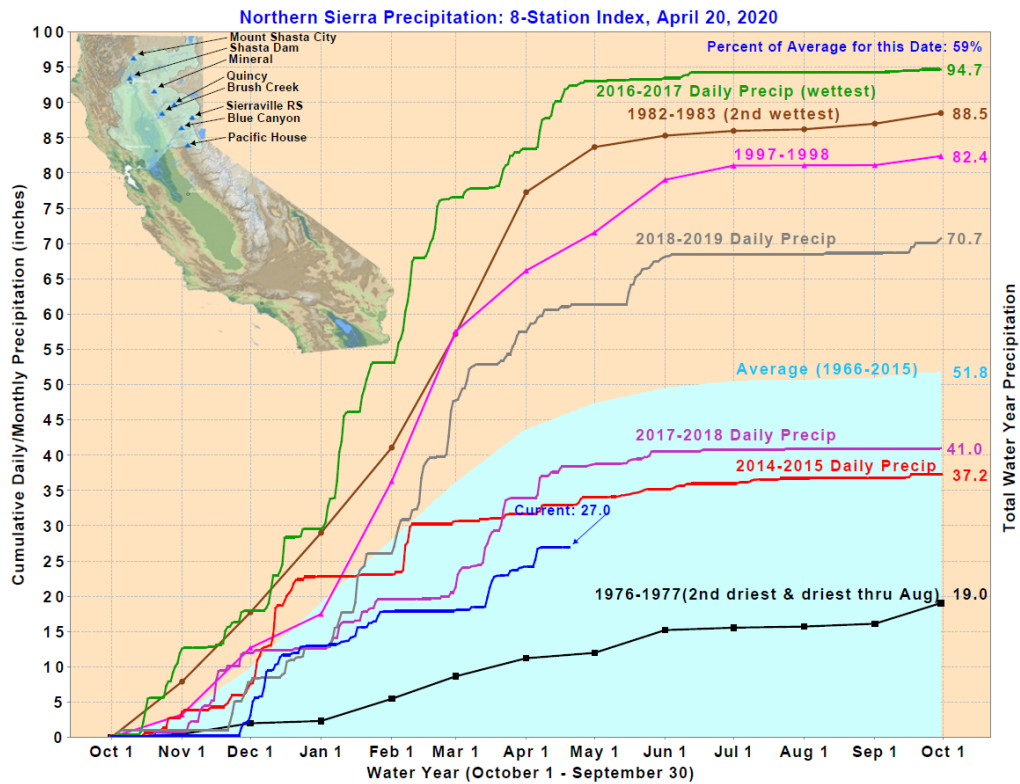 Northern Sierra Precipitation: 8-Station Index, April 20, 2020
Percent of Average for this Date: 59%
Mount Shasta City
Shasta Dam
Mineral
Quincy
Brush Creek
Sierraville RS
Blue Canyon
Pacific House
2016-2017 Daily Precip (wettest)
94.7
1982-1983 (2nd wettest)
88.5
1997-1998
82.4
2018-2019 Daily Precip
70.7
Average (1966-2015)
51.8
2017-2018 Daily Precip
41.0
2014-2015 Daily Precip
37.2
Current: 27.0
1976-1977(2nd driest & driest thru Aug)
19.0
Cumulative Daily/Monthly Precipitation (inches)
100
95
90
85
80
75
70
65
60
55
50
45
40
35
30
25
20
15
10
5
0
Total Water Year Precipitation
Oct 1 Nov 1 Dec 1 Jan 1 Feb 1 Mar 1 Apr 1 May 1 Jun 1 Jul 1 Aug 1 Sep 1 Oct 1
Water Year (October 1 - September 30)